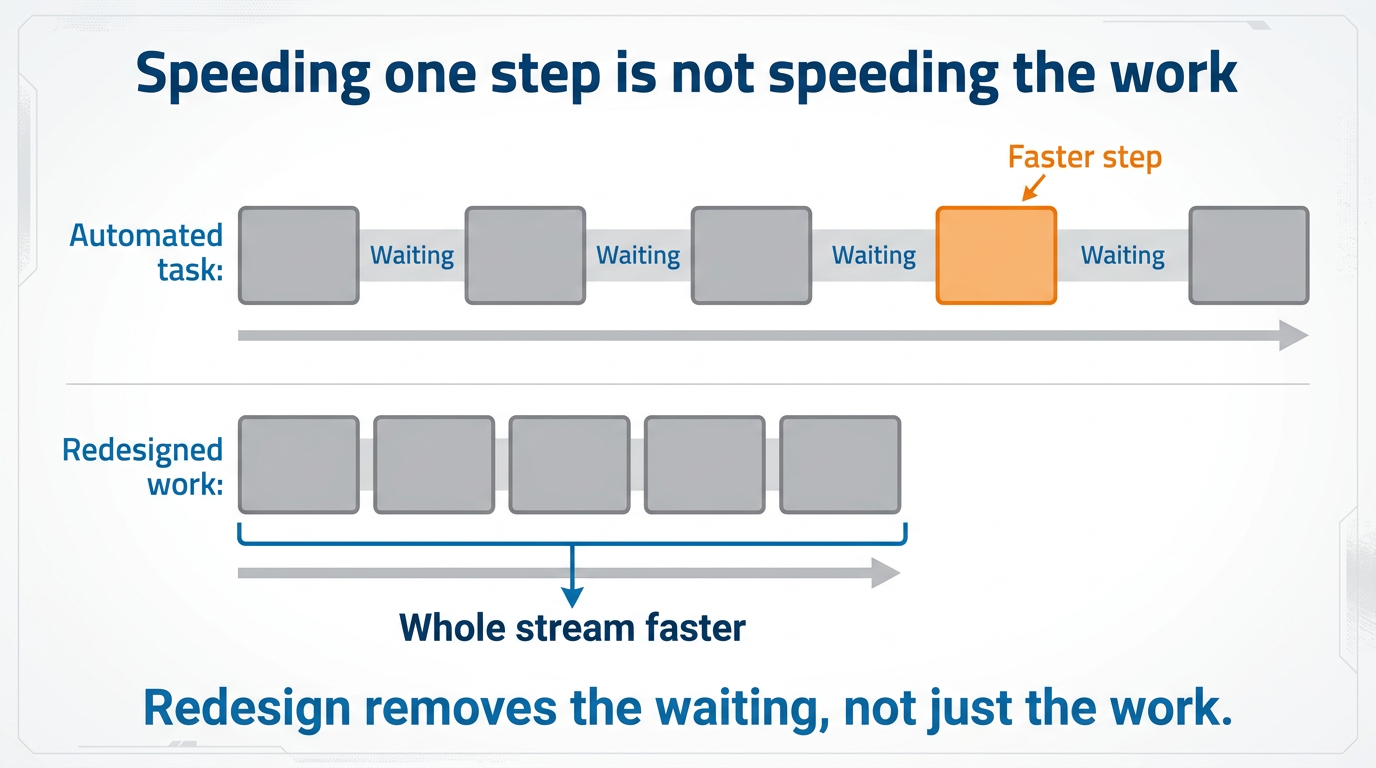 Speeding one step is not speeding the work
Faster step
Automated
task:
Waiting
Waiting
Waiting
Waiting
Redesigned
work:
Whole stream faster
Redesign removes the waiting, not just the work.